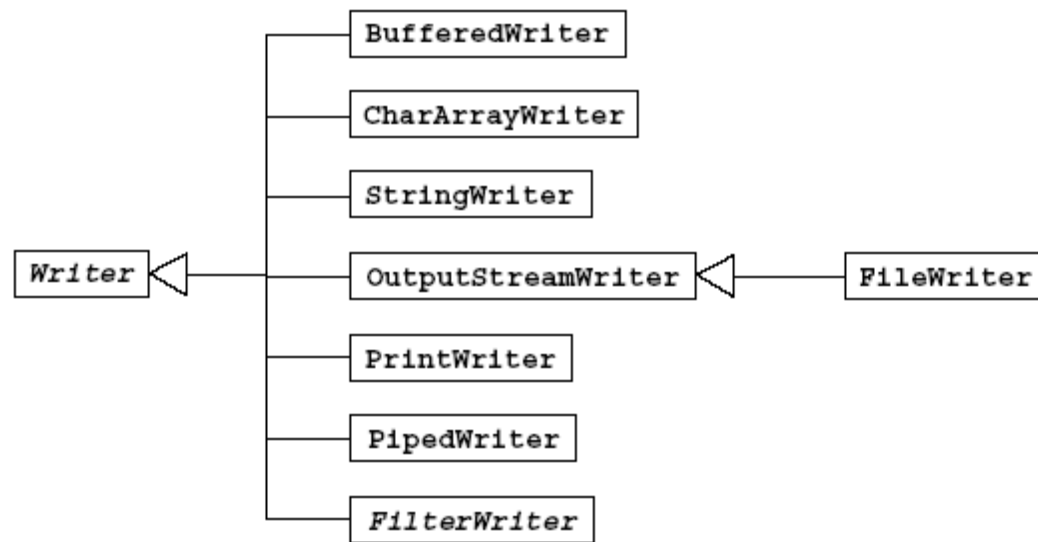 BufferedWriter
CharArrayWriter
StringWriter
Writer
OutputStreamWriter
FileWriter
PrintWriter
PipedWriter
FilterWriter